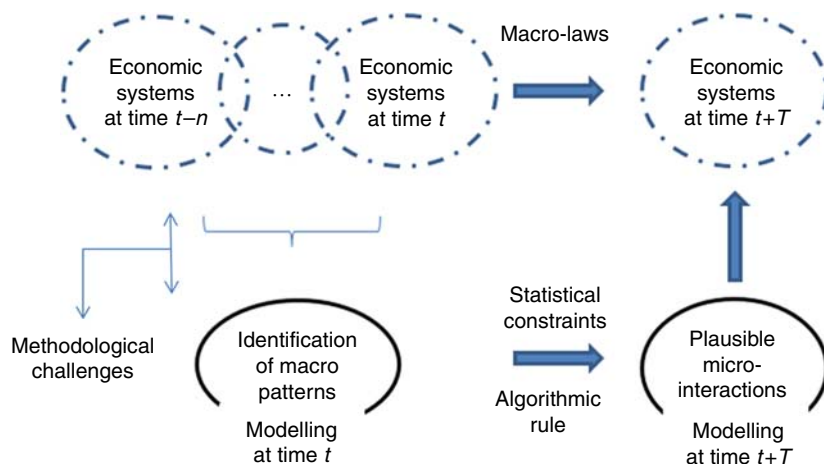 Economic
systems
at time t–n
...
Economic
systems
at time t
Macro-laws
Economic
systems
at time t+T
Methodological
challenges
Identification
of macro
patterns
Modelling
at time t
Statistical
constraints
Algorithmic
rule
Plausible
micro-
interactions
Modelling
at time t+T